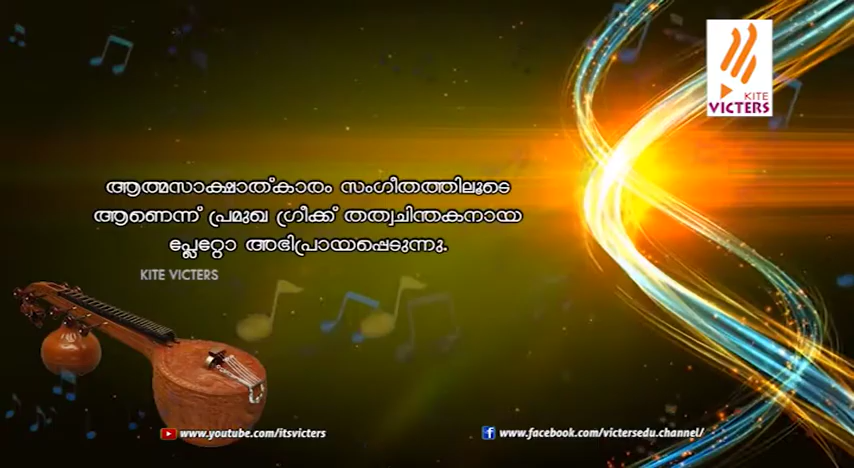 KITE
VICTERS
ആത്മസാക്ഷാത്കാരം സംഗീതത്തിലൂടെ
ആണെന്ന് പ്രമുഖ ഗ്രീക്ക് തത്വചിന്തകനായ
പ്ലേറ്റോ അഭിപ്രായപ്പെടുന്നു.
KITE VICTERS
www.youtube.com/itsvicters
www.facebook.com/victersedu.channel/